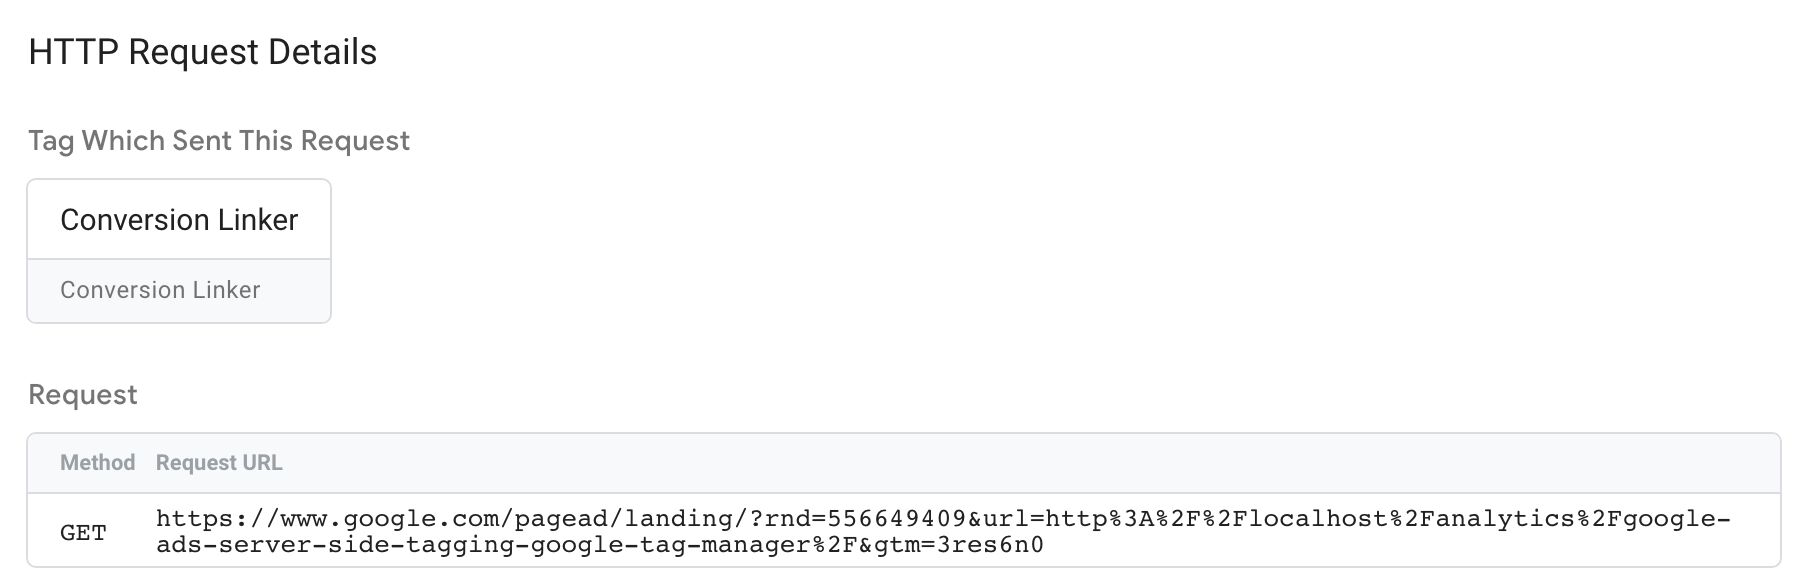 HTTP Request Details
Tag Which Sent This Request
Conversion Linker
Conversion Linker
Request
Method Request URL
GET https://www.google.com/pagead/landing/?rnd=556649409&url=http%3A%2F%2Flocalhost%2Fanalytics%2Fgoogle-
ads-server-side-tagging-google-tag-manager%2F&gtm=3res6n0